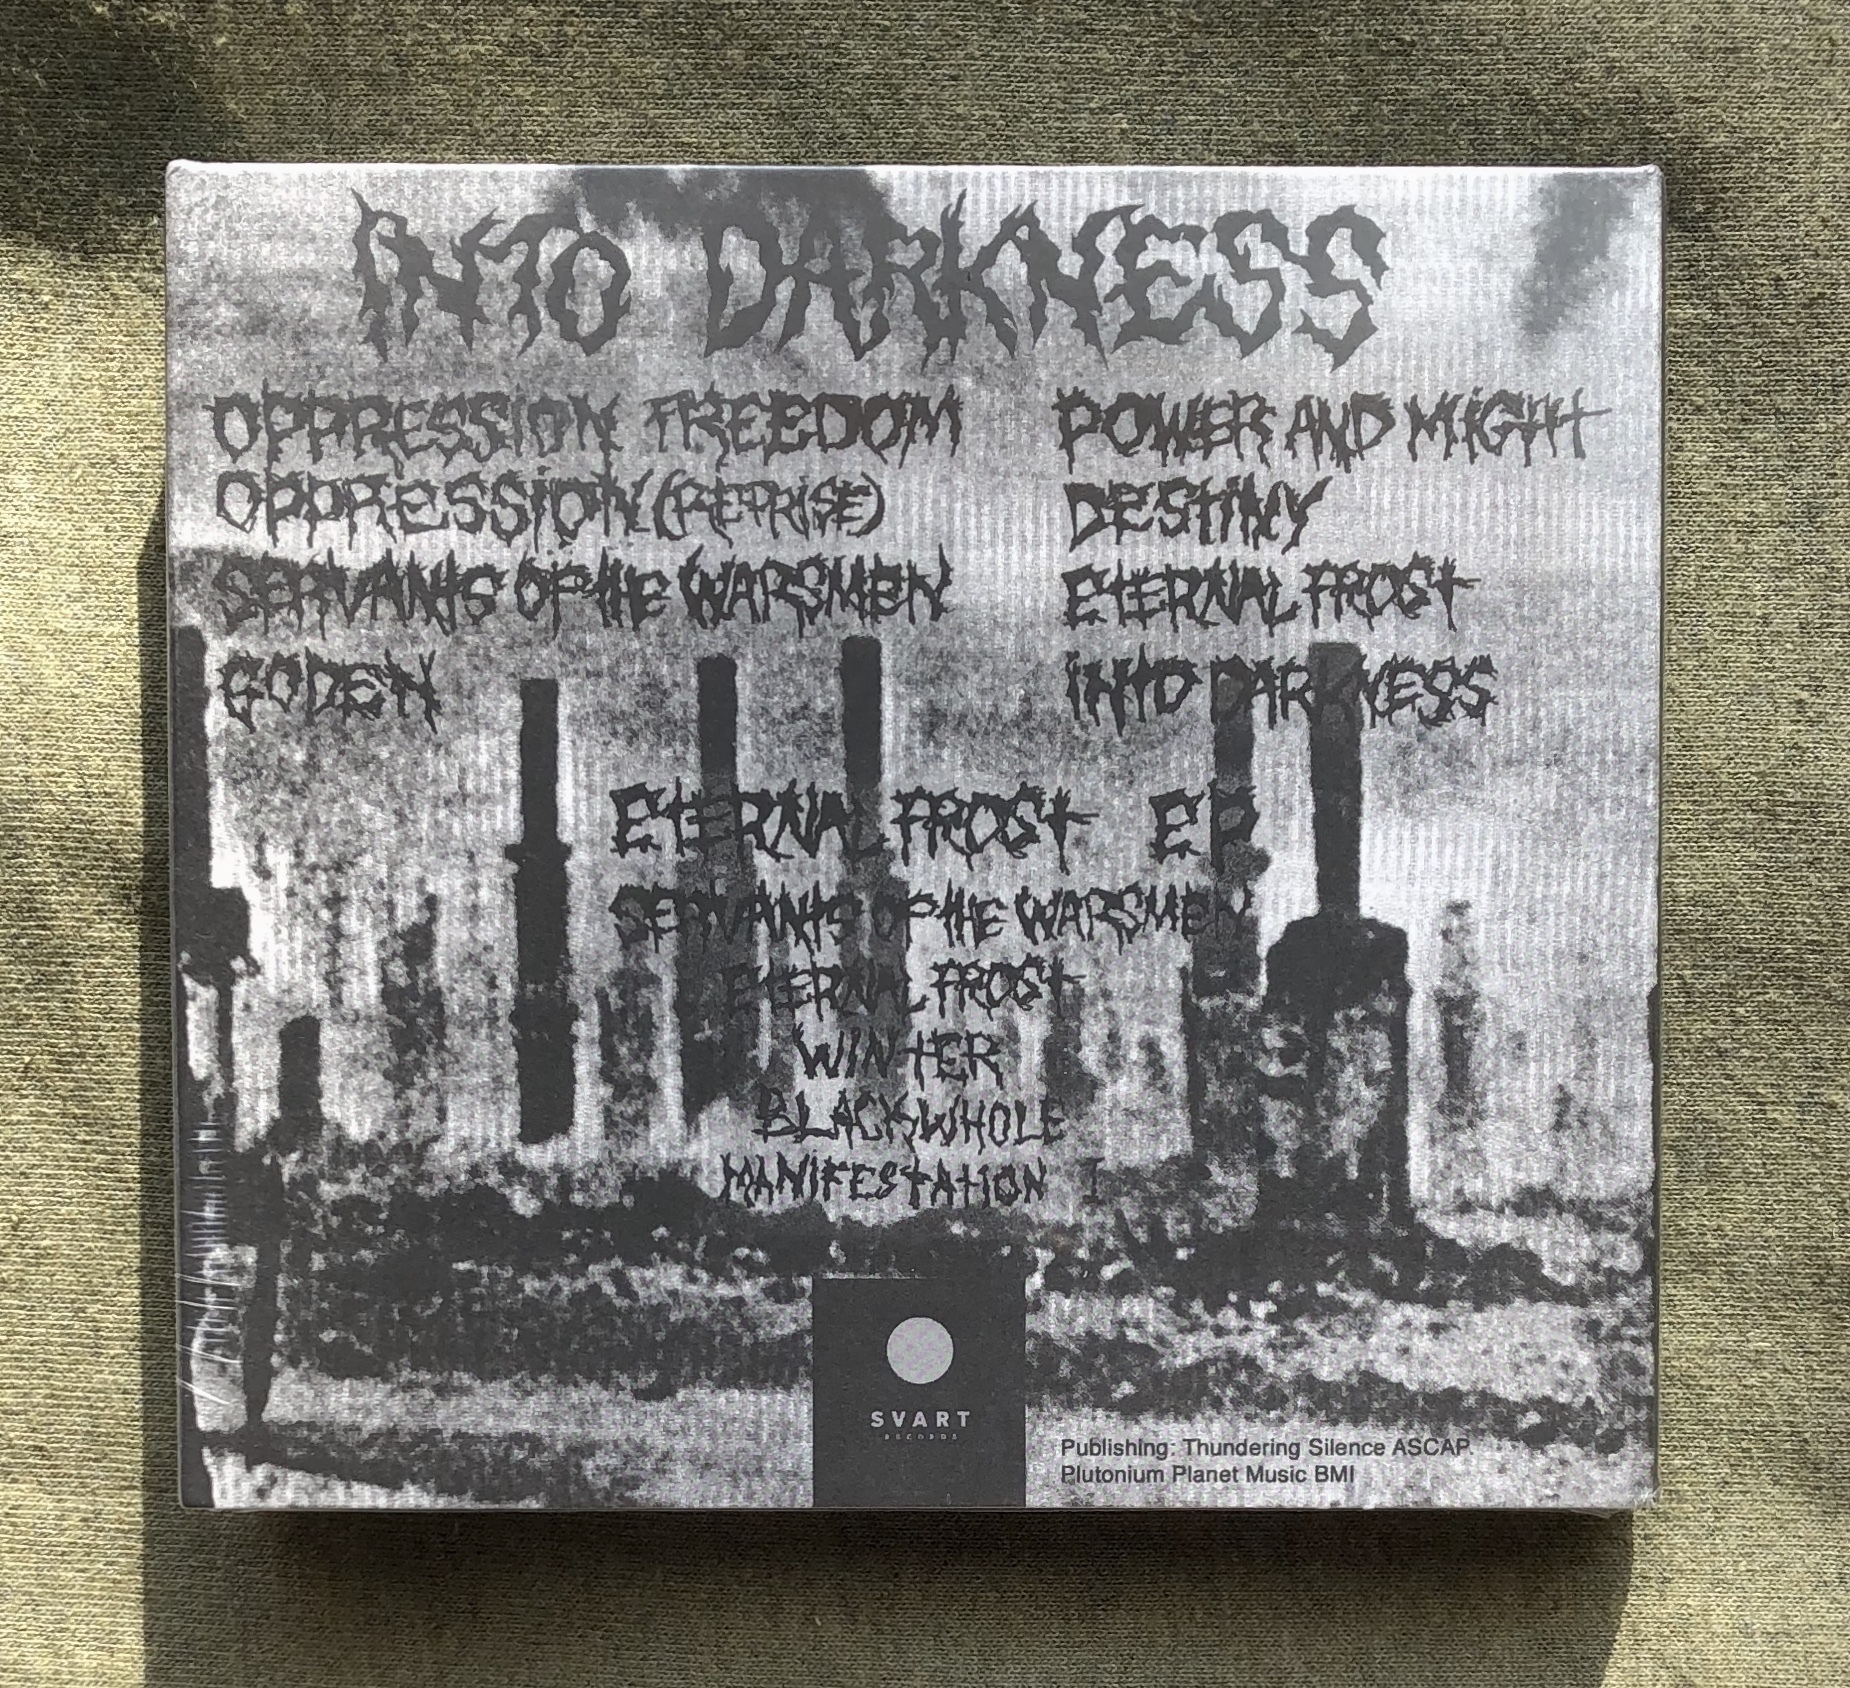 INTO DARKNESS
OPPRESSION FREEDOM
OPPRESSION (REPRISE)
SERVANTS OF THE WARSMEN
GODEN
POWER AND MIGHT
DESTINY
ETERNAL FROST
INTO DARKNESS
ETERNAL FROST EP
SERVANTS OF THE WARSMEN
ETERNAL FROST
WINTER
BLACKWHOLE
MANIFESTATION I
SVART
RECORDS
Publishing: Thundering Silence ASCAP.
Plutonium Planet Music BMI